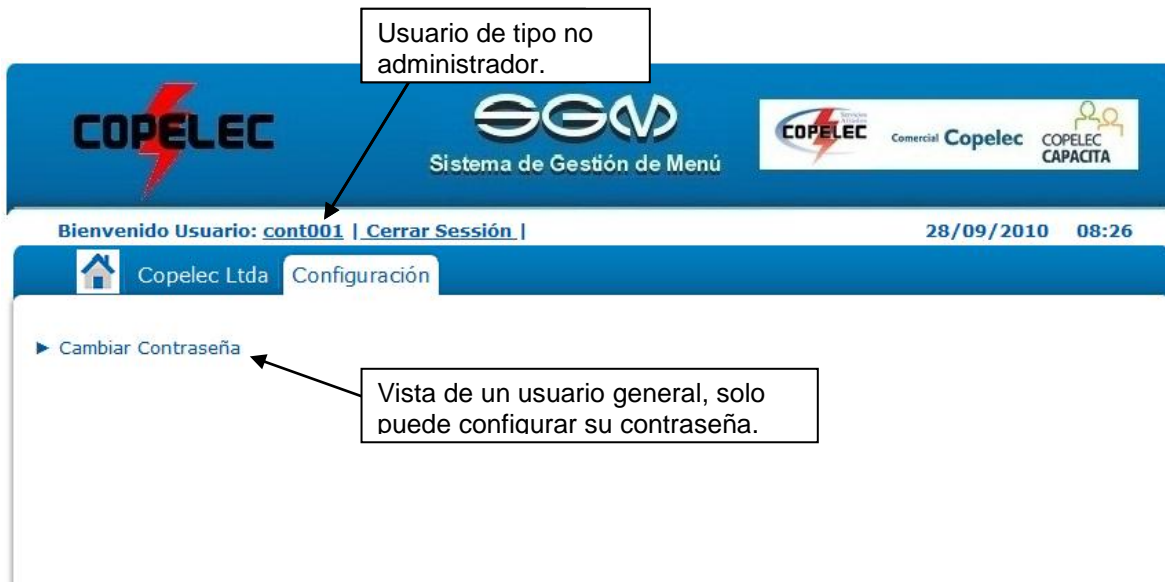 Usuario de tipo no
administrador.
COPELEC
SGM
Sistema de Gestión de Menú
COPELEC
Comercial Copelec
COPELEC
CAPACITA
Bienvenido Usuario: cont001 | Cerrar Sessión |
28/09/2010 08:26
Copelec Ltda
Configuración
► Cambiar Contraseña
Vista de un usuario general, solo
puede configurar su contraseña.